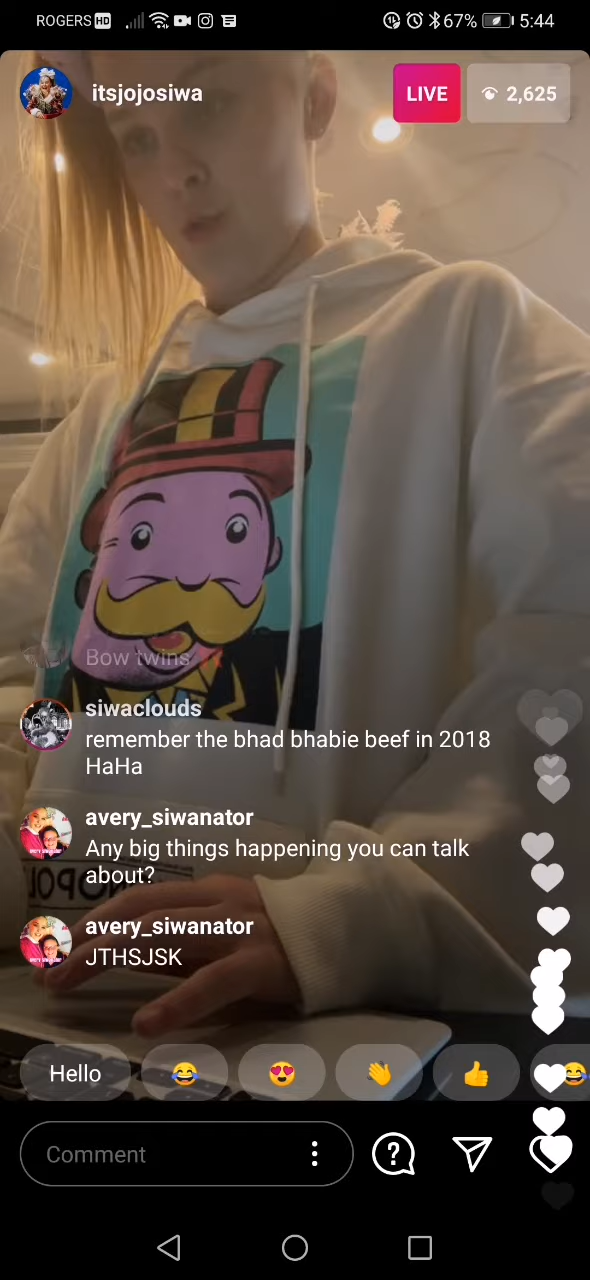 ROGERS HD 67% 5:44
itsjojosiwa LIVE 2,625
Bow twins
siwaclouds
remember the bhad bhabie beef in 2018
HaHa
avery_siwanator
Any big things happening you can talk
about?
avery_siwanator
JTHSJSK
Hello
Comment